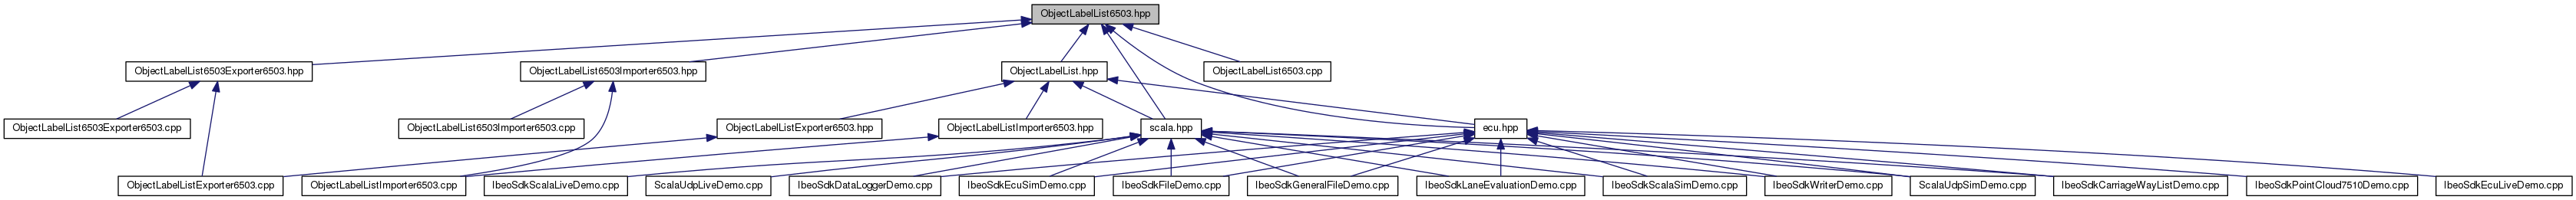 ObjectLabelList6503.hpp
ObjectLabelList6503Exporter6503.hpp
ObjectLabelList6503Importer6503.hpp
ObjectLabelList.hpp
ObjectLabelList6503.cpp
ObjectLabelList6503Exporter6503.cpp
ObjectLabelList6503Importer6503.cpp
ObjectLabelListExporter6503.hpp
ObjectLabelListImporter6503.hpp
scala.hpp
ecu.hpp
ObjectLabelListExporter6503.cpp
ObjectLabelListImporter6503.cpp
IbeoSdkScalaLiveDemo.cpp
ScalaUdpLiveDemo.cpp
IbeoSdkDataLoggerDemo.cpp
IbeoSdkEcuSimDemo.cpp
IbeoSdkFileDemo.cpp
IbeoSdkGeneralFileDemo.cpp
IbeoSdkLaneEvaluationDemo.cpp
IbeoSdkScalaSimDemo.cpp
IbeoSdkWriterDemo.cpp
ScalaUdpSimDemo.cpp
IbeoSdkCarriageWayListDemo.cpp
IbeoSdkPointCloud7510Demo.cpp
IbeoSdkEcuLiveDemo.cpp